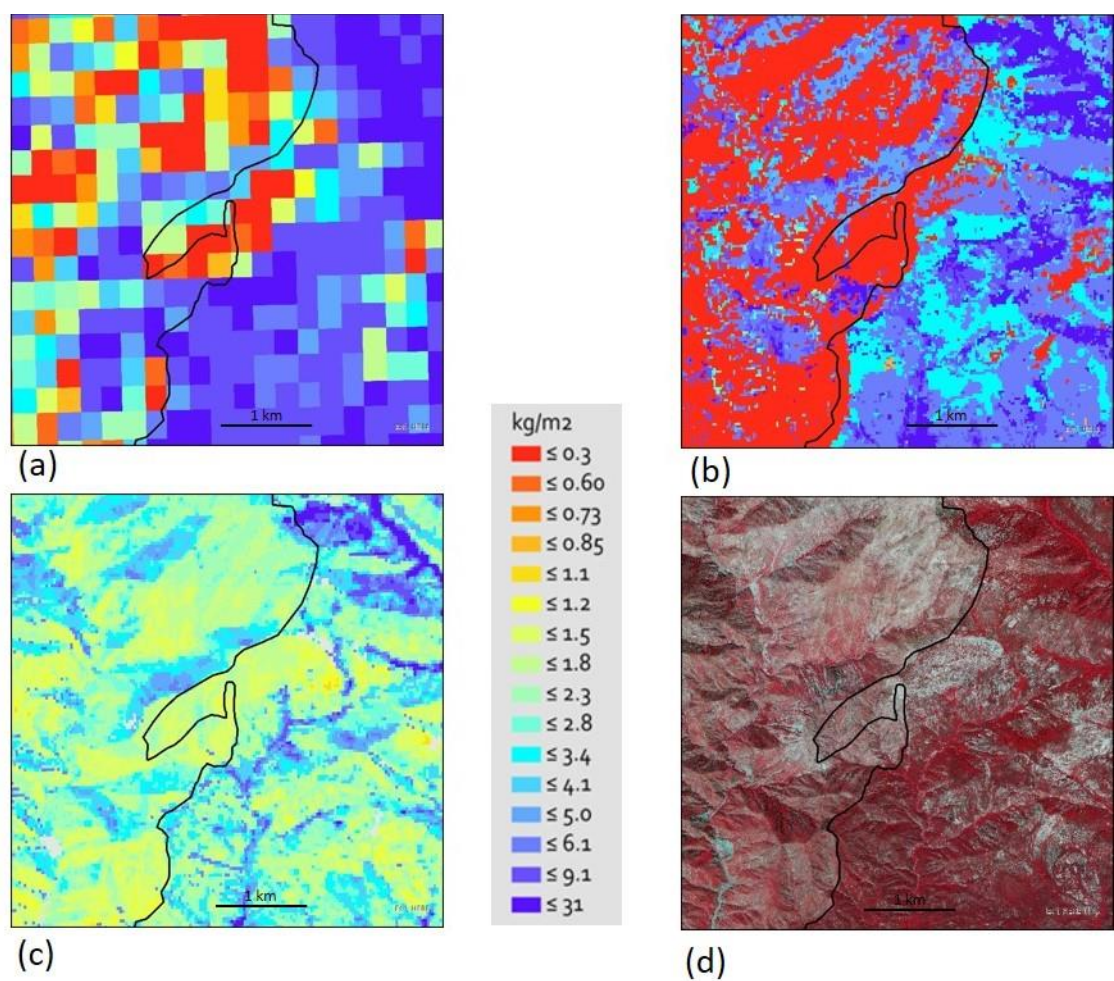 1 km
1 km
(a)
(b)
kg/m2
≤ 0.3
≤ 0.60
≤ 0.73
≤ 0.85
≤ 1.1
≤ 1.2
≤ 1.5
≤ 1.8
≤ 2.3
≤ 2.8
≤ 3.4
≤ 4.1
≤ 5.0
≤ 6.1
≤ 9.1
≤ 31
1 km
1 km
(c)
(d)